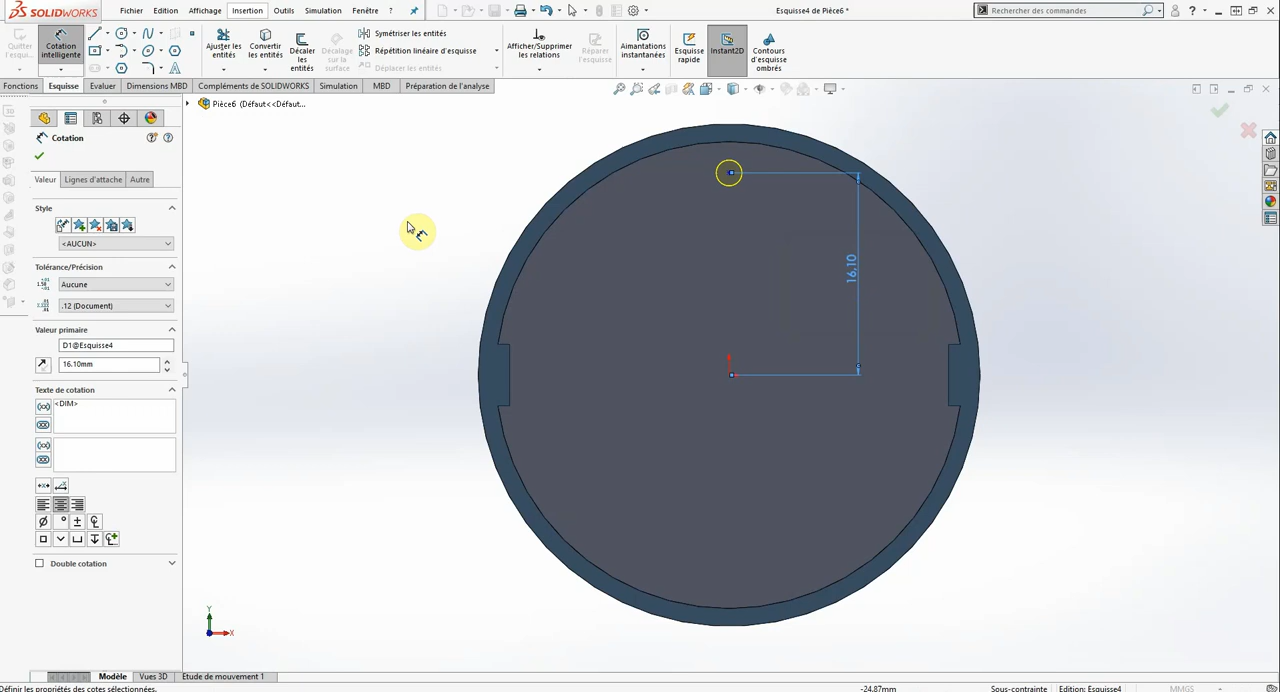 SOLIDWORKS Fichier Edition Affichage Insertion Outils Simulation Fenêtre Esquisse4 de Pièce6 * Rechercher des commandes
Quitter l'esqui... Cotation intelligente Ajuster les entités Convertir les entités Décaler les entités Décalage sur la surface Symétriser les entités Répétition linéaire d'esquisse Déplacer les entités Afficher/Supprimer les relations Réparer l'esquisse Aimantations instantanées Esquisse rapide Instant2D Contours d'esquisse ombrés
Fonctions Esquisse Evaluer Dimensions MBD Compléments de SOLIDWORKS Simulation MBD Préparation de l'analyse
Pièce6 (Défaut<<Défaut...
Cotation
Valeur Lignes d'attache Autre
Style
<AUCUN>
Tolérance/Précision
Aucune
.12 (Document)
Valeur primaire
D1@Esquisse4
16.10mm
Texte de cotation
<DIM>
Double cotation
16,10
Y
X
Modèle Vues 3D Etude de mouvement 1
Définir les propriétés des cotes sélectionnées. -24.87mm Sous-contrainte Edition: Esquisse4 MMGS